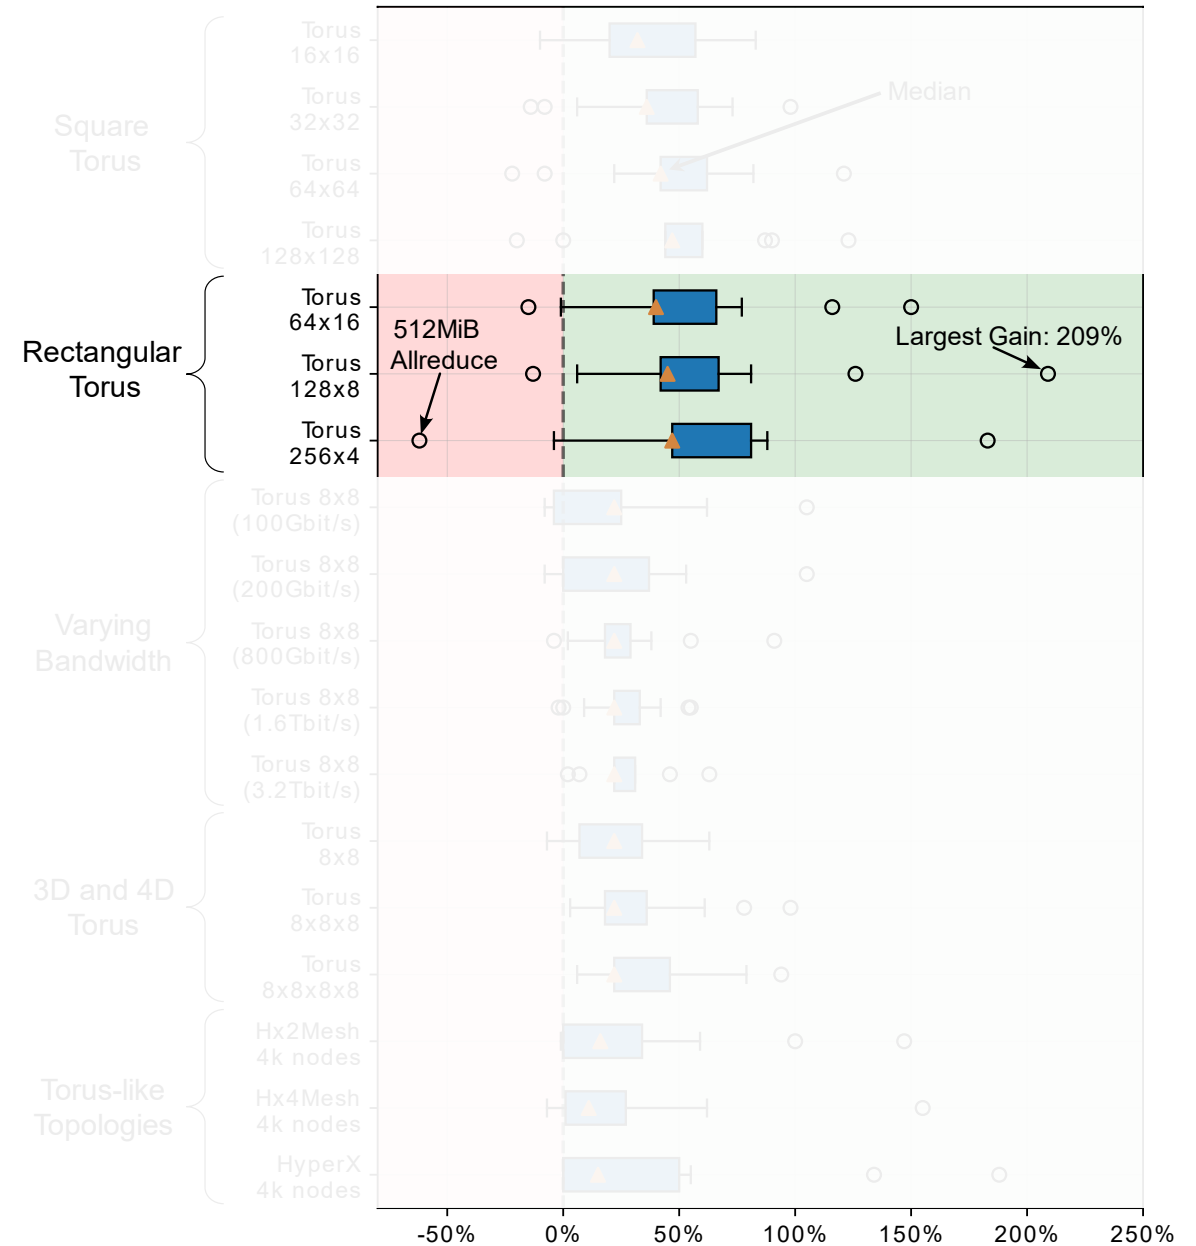 Square
Torus
Torus
16x16
Torus
32x32
Median
Torus
64x64
Torus
128x128
Rectangular
Torus
Torus
64x16
512MiB
Allreduce
Largest Gain: 209%
Torus
128x8
Torus
256x4
Varying
Bandwidth
Torus 8x8
(100Gbit/s)
Torus 8x8
(200Gbit/s)
Torus 8x8
(800Gbit/s)
Torus 8x8
(1.6Tbit/s)
Torus 8x8
(3.2Tbit/s)
3D and 4D
Torus
Torus
8x8
Torus
8x8x8
Torus
8x8x8x8
Torus-like
Topologies
Hx2Mesh
4k nodes
Hx4Mesh
4k nodes
HyperX
4k nodes
-50% 0% 50% 100% 150% 200% 250%